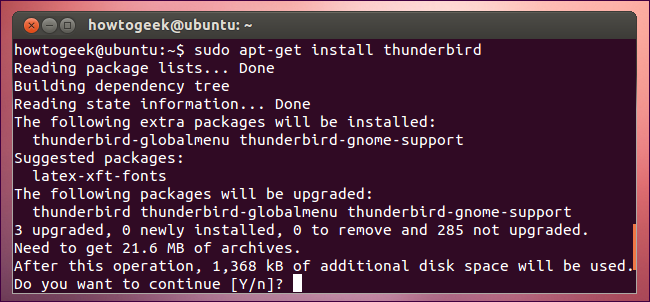 howtogeek@ubuntu: ~
howtogeek@ubuntu:~$ sudo apt-get install thunderbird
Reading package lists... Done
Building dependency tree
Reading state information... Done
The following extra packages will be installed:
  thunderbird-globalmenu thunderbird-gnome-support
Suggested packages:
  latex-xft-fonts
The following packages will be upgraded:
  thunderbird thunderbird-globalmenu thunderbird-gnome-support
3 upgraded, 0 newly installed, 0 to remove and 285 not upgraded.
Need to get 21.6 MB of archives.
After this operation, 1,368 kB of additional disk space will be used.
Do you want to continue [Y/n]?